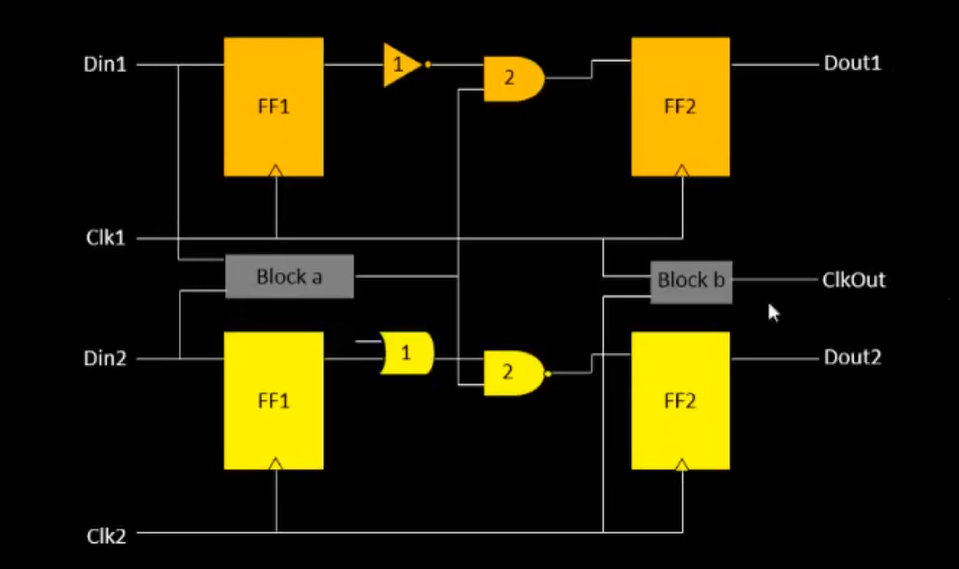 Din1
FF1
1
2
FF2
Dout1
Clk1
Block a
Block b
ClkOut
Din2
FF1
1
2
FF2
Dout2
Clk2